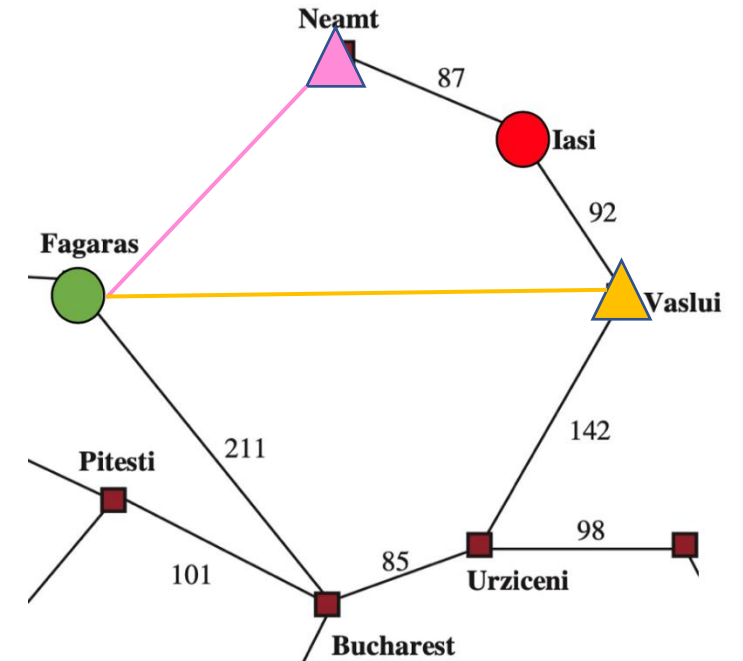 Neamt
87
Iasi
92
Fagaras
Vaslui
211
142
Pitesti
98
85
101
Urziceni
Bucharest